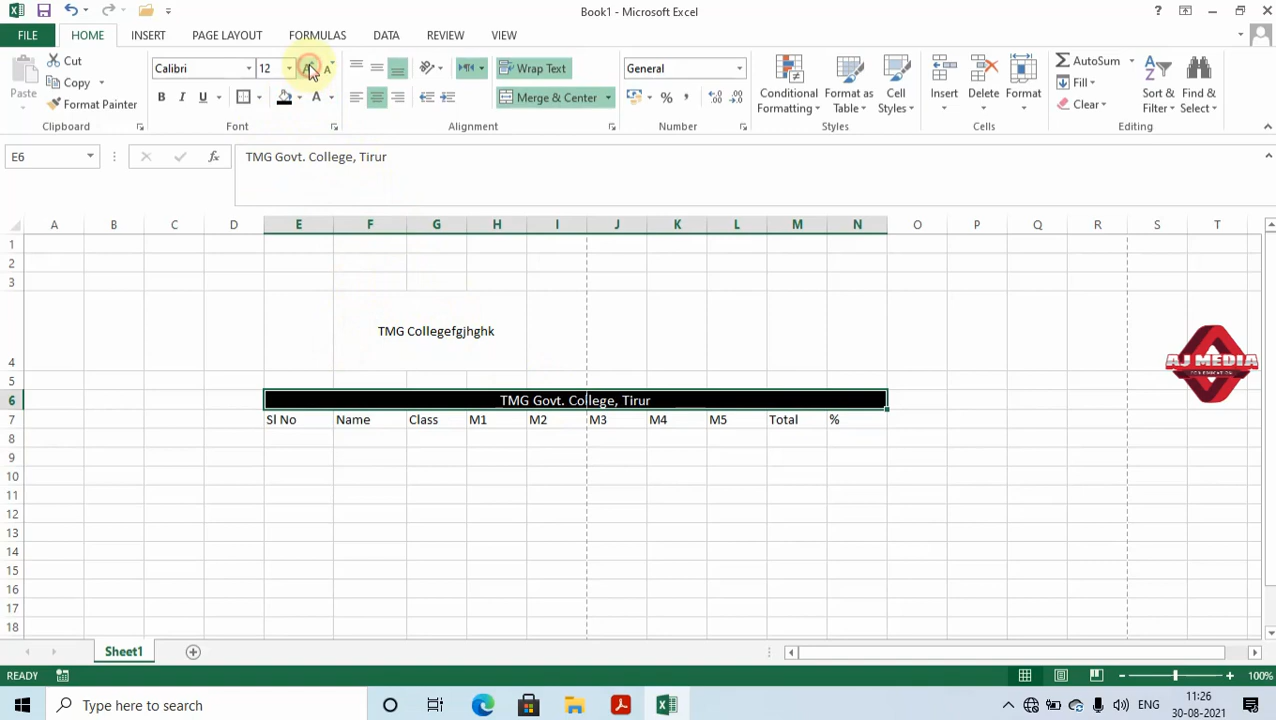 Book1 - Microsoft Excel
FILE HOME INSERT PAGE LAYOUT FORMULAS DATA REVIEW VIEW
Cut
Copy
Format Painter
Paste
Clipboard
Calibri 12
B I U
Font
Wrap Text
Merge & Center
Alignment
General
% ,
Number
Conditional Formatting
Format as Table
Cell Styles
Styles
Insert Delete Format
Cells
AutoSum
Fill
Clear
Sort & Filter
Find & Select
Editing
E6 fx TMG Govt. College, Tirur
A B C D E F G H I J K L M N O P Q R S T
1
2
3
4 TMG Collegefgjhghk
AJ MEDIA
FOR EDUCATION
5
6 TMG Govt. College, Tirur
7 Sl No Name Class M1 M2 M3 M4 M5 Total %
8
9
10
11
12
13
14
15
16
17
18
Sheet1
READY 100%
Type here to search
ENG
11:26
30-08-2021